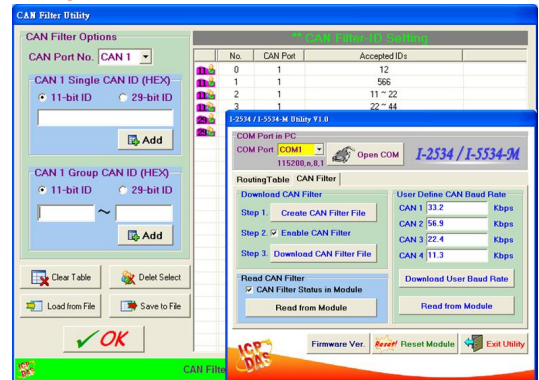 CAN Filter Utility
CAN Filter Options
CAN Port No. CAN 1
CAN 1 Single CAN ID (HEX)
11-bit ID 29-bit ID
Add
CAN 1 Group CAN ID (HEX)
11-bit ID 29-bit ID
~
Add
Clear Table Delet Select
Load from File Save to File
OK
** CAN Filter-ID Setting
No. CAN Port Accepted IDs
11 0 1 12
11 1 1 566
11 2 1 11 ~ 22
11 3 1 22 ~ 44
29
29
CAN Filte
I-2534 / I-5534-M Utility V1.0
COM Port in PC
COM Port COM1
115200,n,8,1
Open COM
I-2534 / I-5534-M
RoutingTable CAN Filter
Download CAN Filter
Step 1. Create CAN Filter File
Step 2. Enable CAN Filter
Step 3. Download CAN Filter File
Read CAN Filter
CAN Filter Status in Module
Read from Module
User Define CAN Baud Rate
CAN 1 33.2 Kbps
CAN 2 56.9 Kbps
CAN 3 22.4 Kbps
CAN 4 11.3 Kbps
Download User Baud Rate
Read from Module
ICP DAS
Firmware Ver. Reset! Reset Module Exit Utility